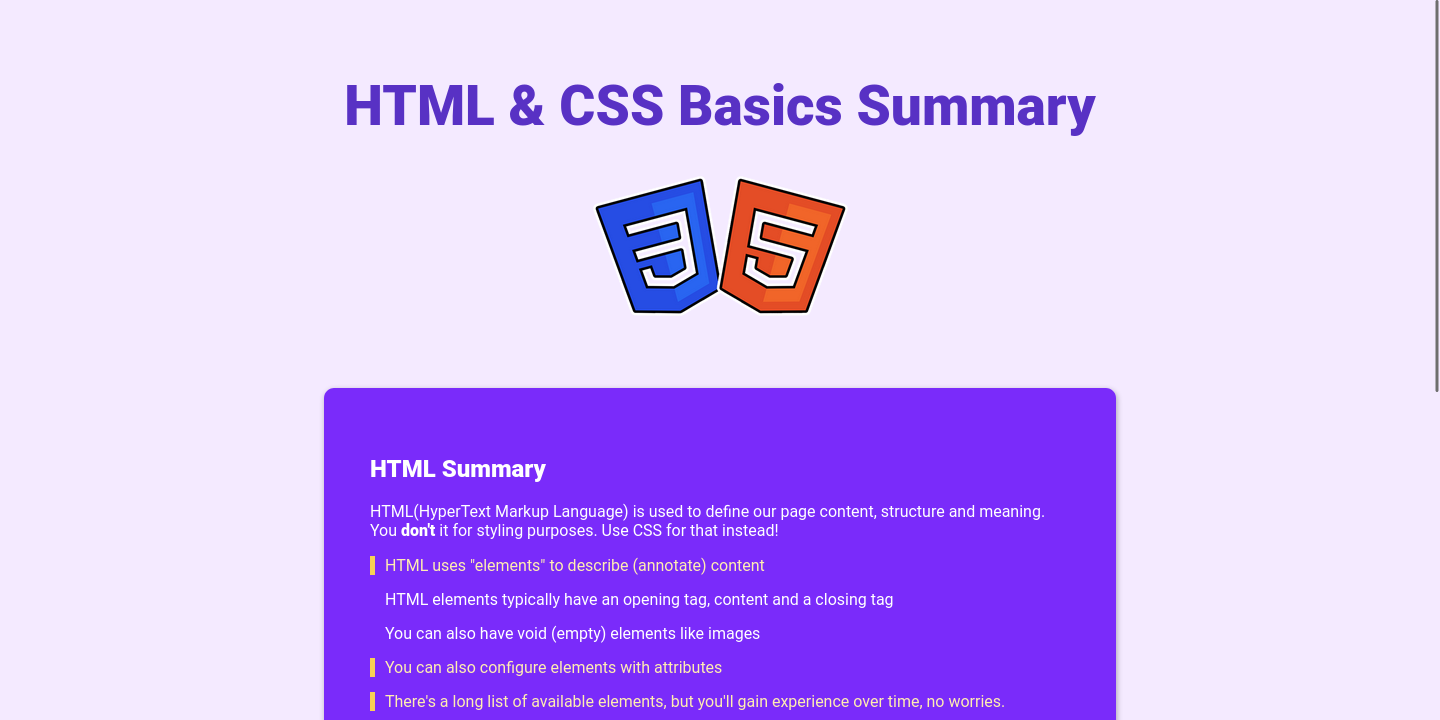 HTML & CSS Basics Summary
HTML Summary
HTML(HyperText Markup Language) is used to define our page content, structure and meaning.
You don't it for styling purposes. Use CSS for that instead!
HTML uses "elements" to describe (annotate) content
HTML elements typically have an opening tag, content and a closing tag
You can also have void (empty) elements like images
You can also configure elements with attributes
There's a long list of available elements, but you'll gain experience over time, no worries.